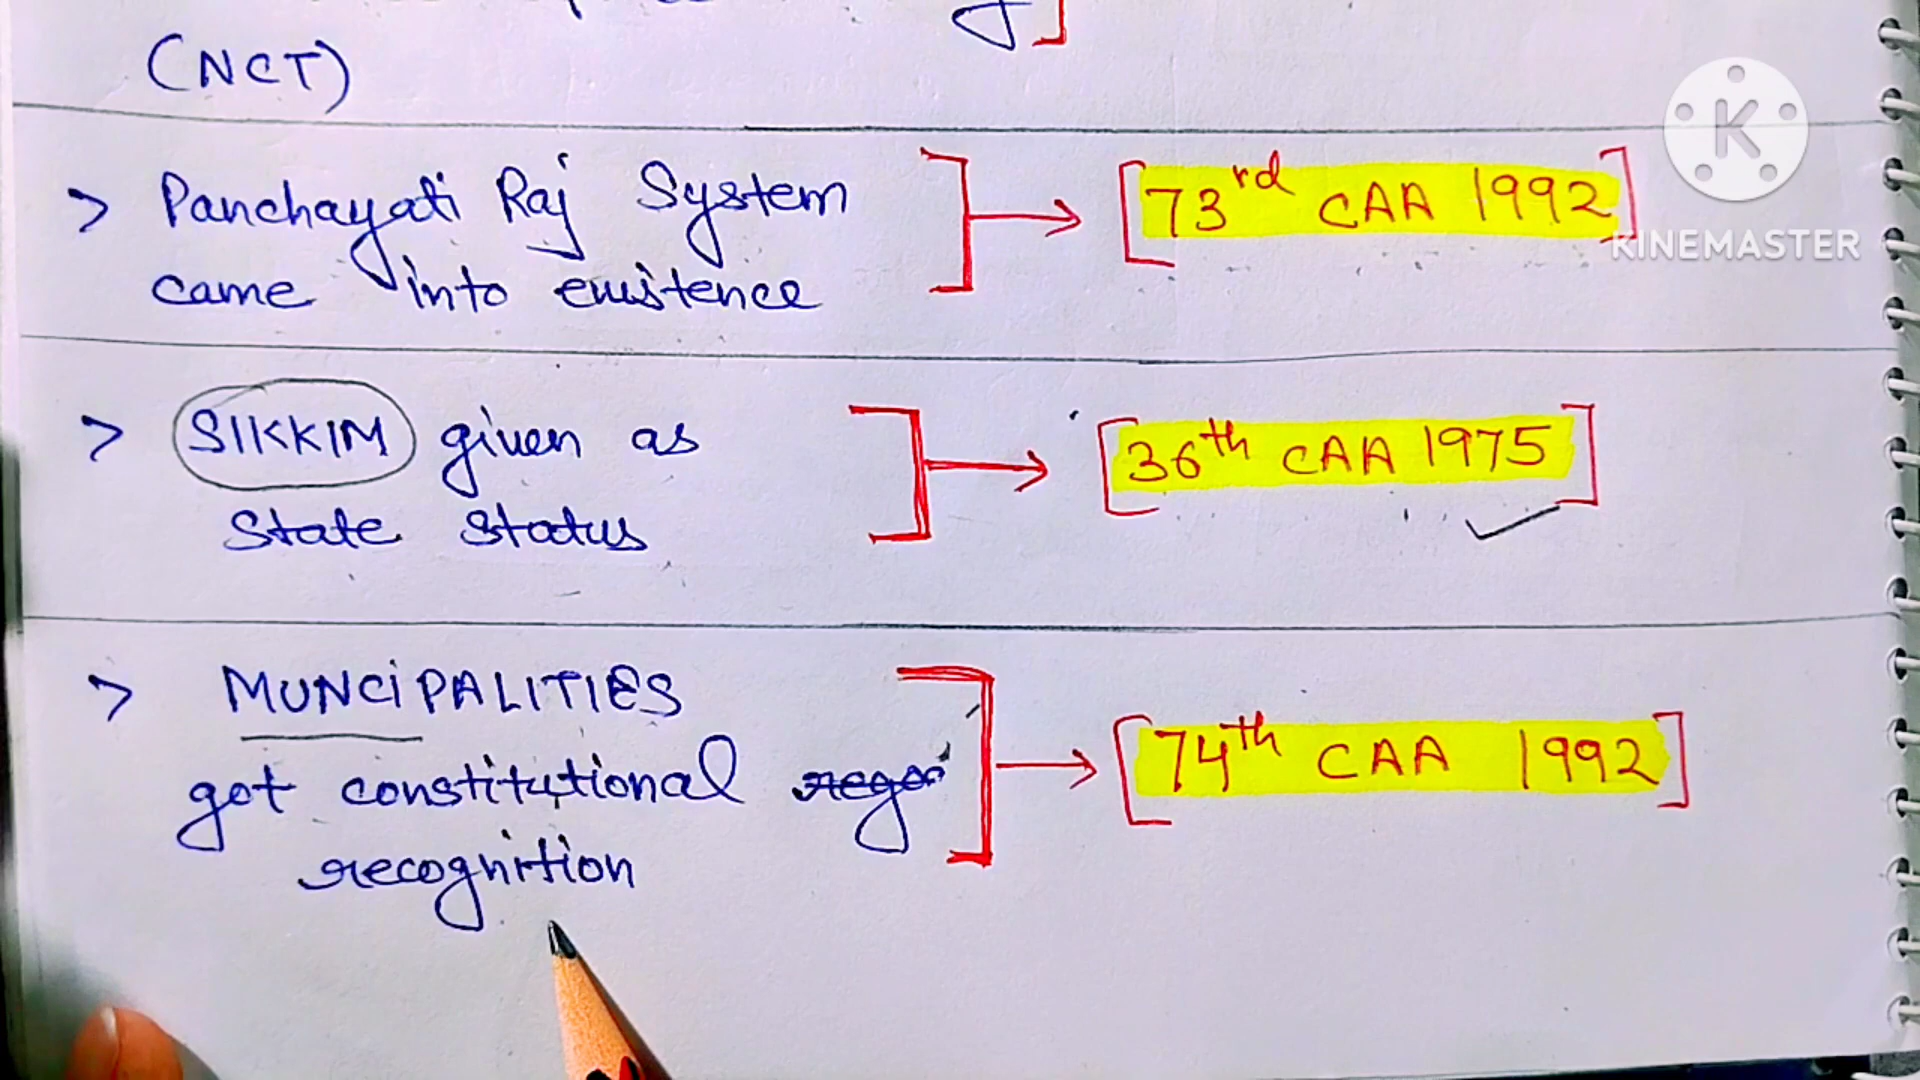 (NCT)
> Panchayati Raj System
came into existence
[73rd CAA 1992]
> SIKKIM given as
State Status
[36th CAA 1975]
> MUNCiPALITIES
got constitutional
recognition
[74th CAA 1992]
K
KINEMASTER